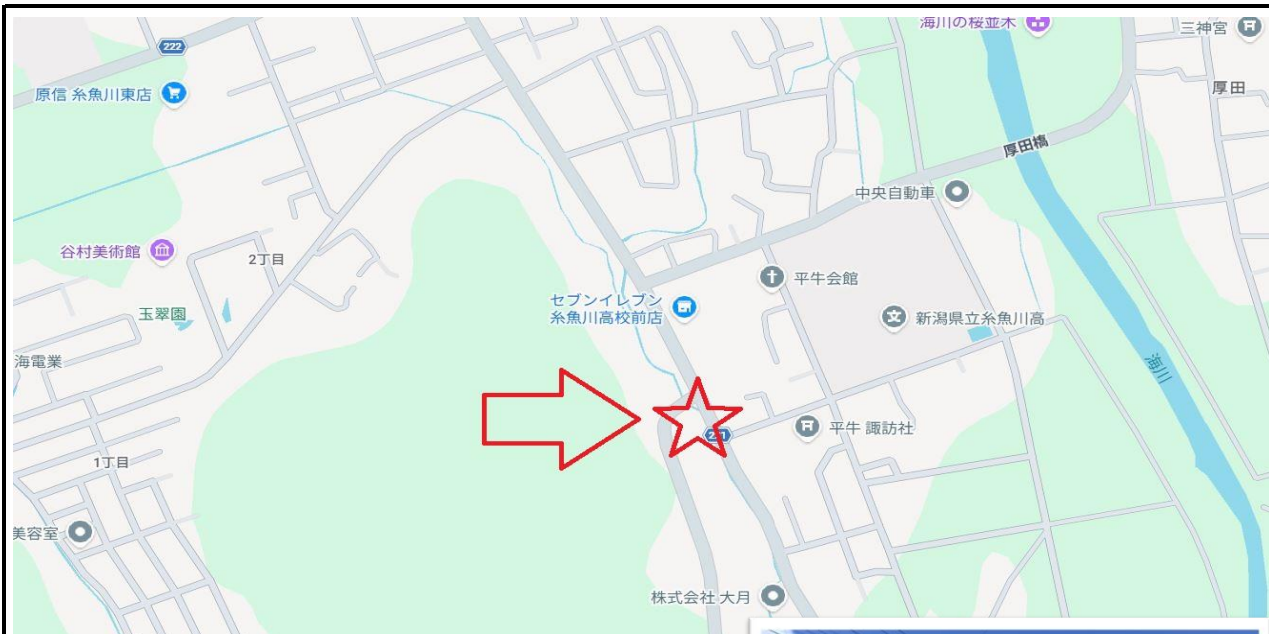 海川の桜並木
三神宮
222
原信 糸魚川東店
厚田
厚田橋
中央自動車
谷村美術館
2丁目
平牛会館
セブンイレブン
糸魚川高校前店
玉翠園
新潟県立糸魚川高
海電業
海川
平牛 諏訪社
1丁目
美容室
株式会社 大月